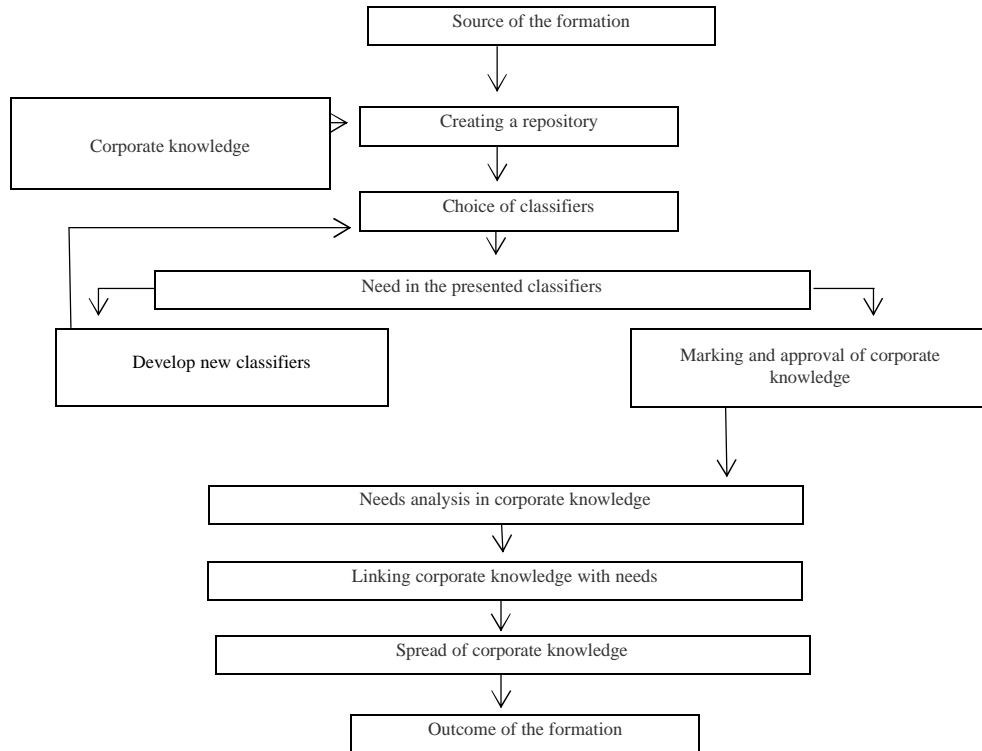 Source of the formation
Creating a repository
Corporate knowledge
Choice of classifiers
Need in the presented classifiers
Develop new classifiers
Marking and approval of corporate
knowledge
Needs analysis in corporate knowledge
Linking corporate knowledge with needs
Spread of corporate knowledge
Outcome of the formation